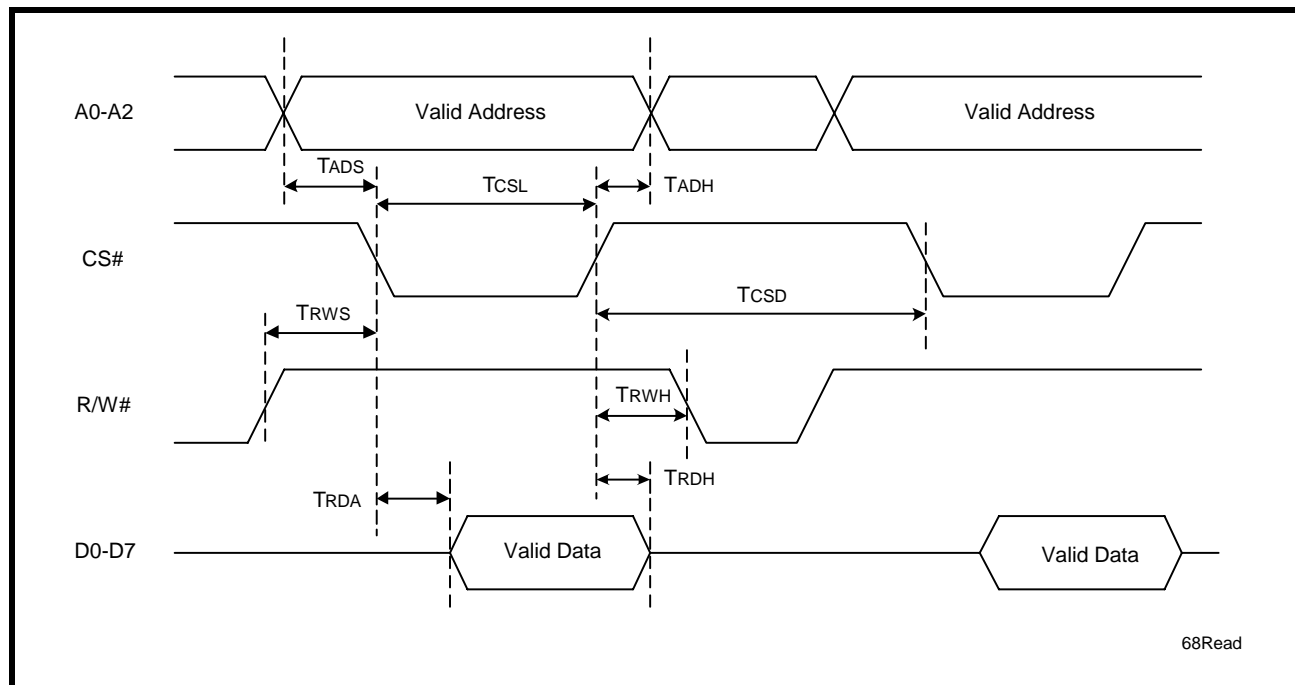 A0-A2
Valid Address
Valid Address
TADS
TCSL
TADH
CS#
TCSD
TRWS
R/W#
TRWH
TRDH
TRDA
D0-D7
Valid Data
Valid Data
68Read